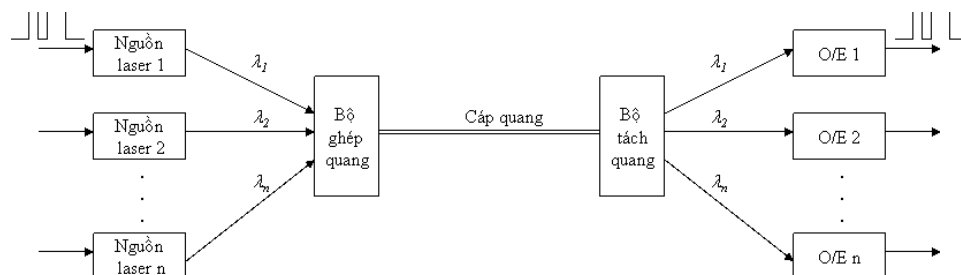 Nguồn
laser 1
λ1
Nguồn
laser 2
λ2
.
.
.
Nguồn
laser n
λn
Bộ
ghép
quang
Cáp quang
Bộ
tách
quang
λ1
O/E 1
λ2
O/E 2
.
.
.
λn
O/E n